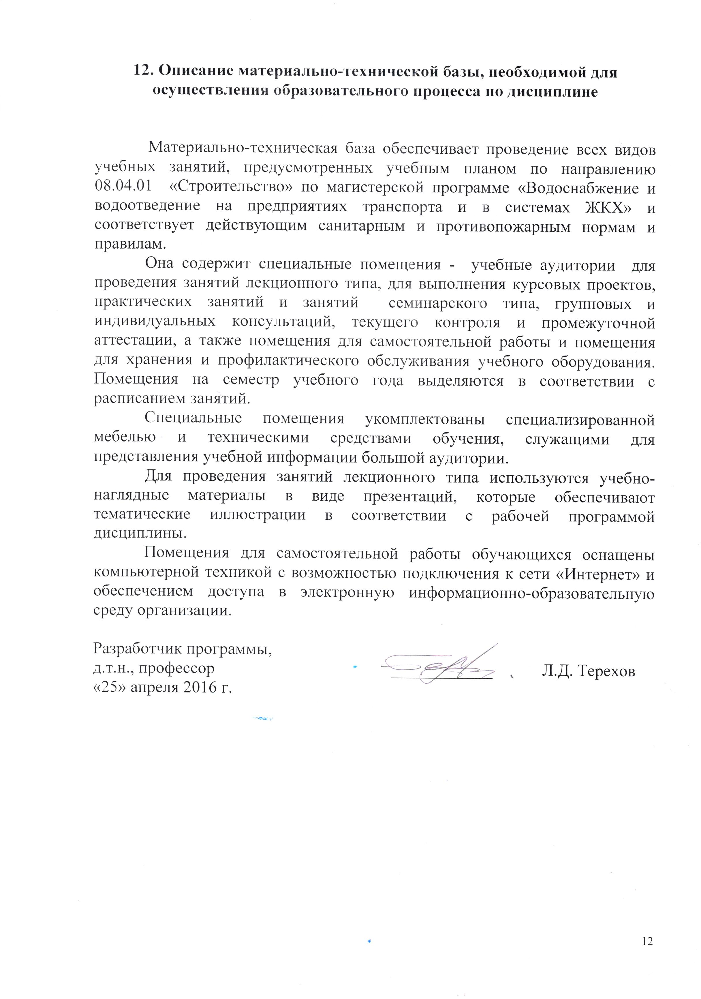 12. Описание материально-технической базы, необходимой для
осуществления образовательного процесса по дисциплине
Материально-техническая база обеспечивает проведение всех видов
учебных занятий, предусмотренных учебным планом по направлению
08.04.01 «Строительство» по магистерской программе «Водоснабжение и
водоотведение на предприятиях транспорта и в системах ЖКХ» и
соответствует действующим санитарным и противопожарным нормам и
правилам.
Она содержит специальные помещения - учебные аудитории для
проведения занятий лекционного типа, для выполнения курсовых проектов,
практических занятий и занятий семинарского типа, групповых и
индивидуальных консультаций, текущего контроля и промежуточной
аттестации, а также помещения для самостоятельной работы и помещения
для хранения и профилактического обслуживания учебного оборудования.
Помещения на семестр учебного года выделяются в соответствии с
расписанием занятий.
Специальные помещения укомплектованы специализированной
мебелью и техническими средствами обучения, служащими для
представления учебной информации большой аудитории.
Для проведения занятий лекционного типа используются учебно-
наглядные материалы в виде презентаций, которые обеспечивают
тематические иллюстрации в соответствии с рабочей программой
дисциплины.
Помещения для самостоятельной работы обучающихся оснащены
компьютерной техникой с возможностью подключения к сети «Интернет» и
обеспечением доступа в электронную информационно-образовательную
среду организации.
Разработчик программы,
д.т.н., профессор Л.Д. Терехов
«25» апреля 2016 г.
12